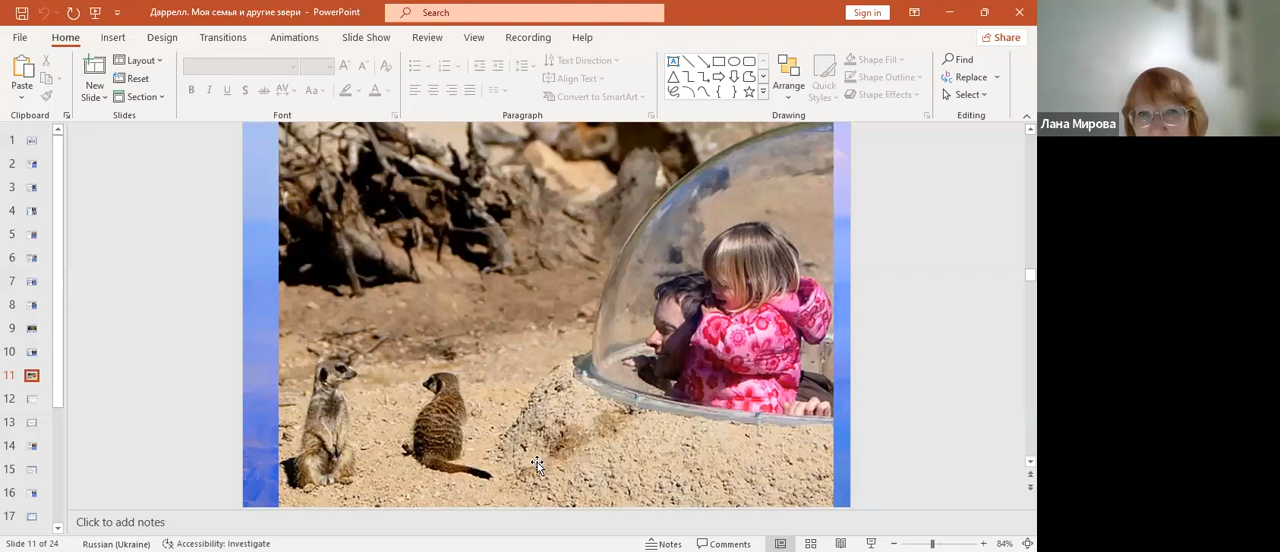 Даррелл. Моя семья и другие звери - PowerPoint
Search
Sign in
File Home Insert Design Transitions Animations Slide Show Review View Recording Help
Share
Paste
New
Slide
Layout
Reset
Section
B I U S ab AV Aa A A A
Text Direction
Align Text
Convert to SmartArt
Arrange
Quick
Styles
Shape Fill
Shape Outline
Shape Effects
Find
Replace
Select
Clipboard Slides Font Paragraph Drawing Editing
Лана Мирова
1
2
3
4
5
6
7
8
9
10
11
12
13
14
15
16
17
Click to add notes
Slide 11 of 24 Russian (Ukraine) Accessibility: Investigate Notes Comments 84%